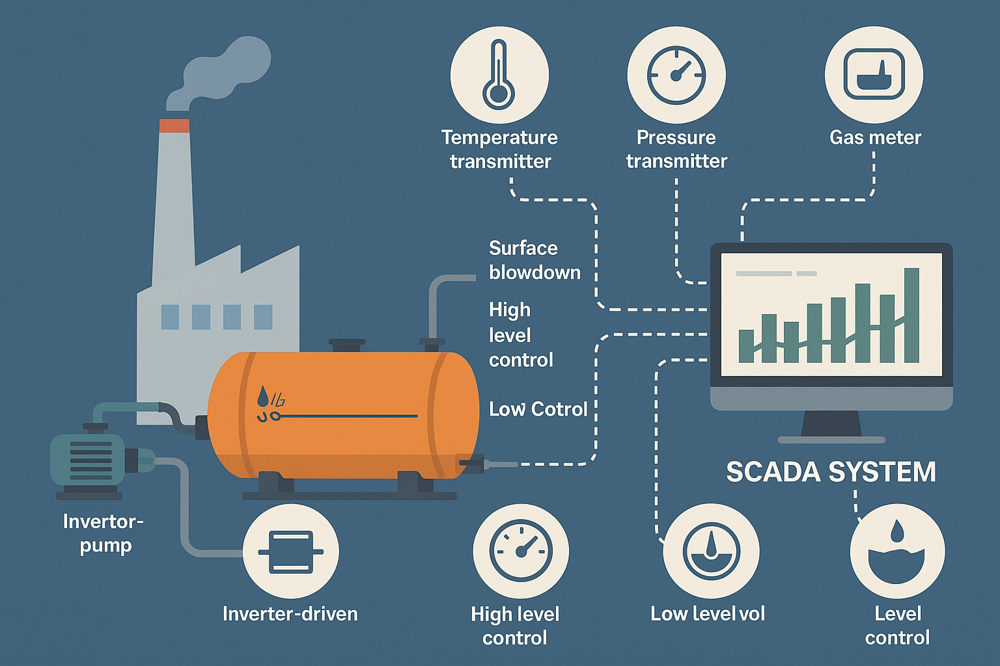 Temperature
transmitter
Pressure
transmitter
Gas meter
Surface
blowdown
High
level
control
Low Cotrol
SCADA SYSTEM
Invertor-
pump
Inverter-driven
High level
control
Low level vol
Level
control